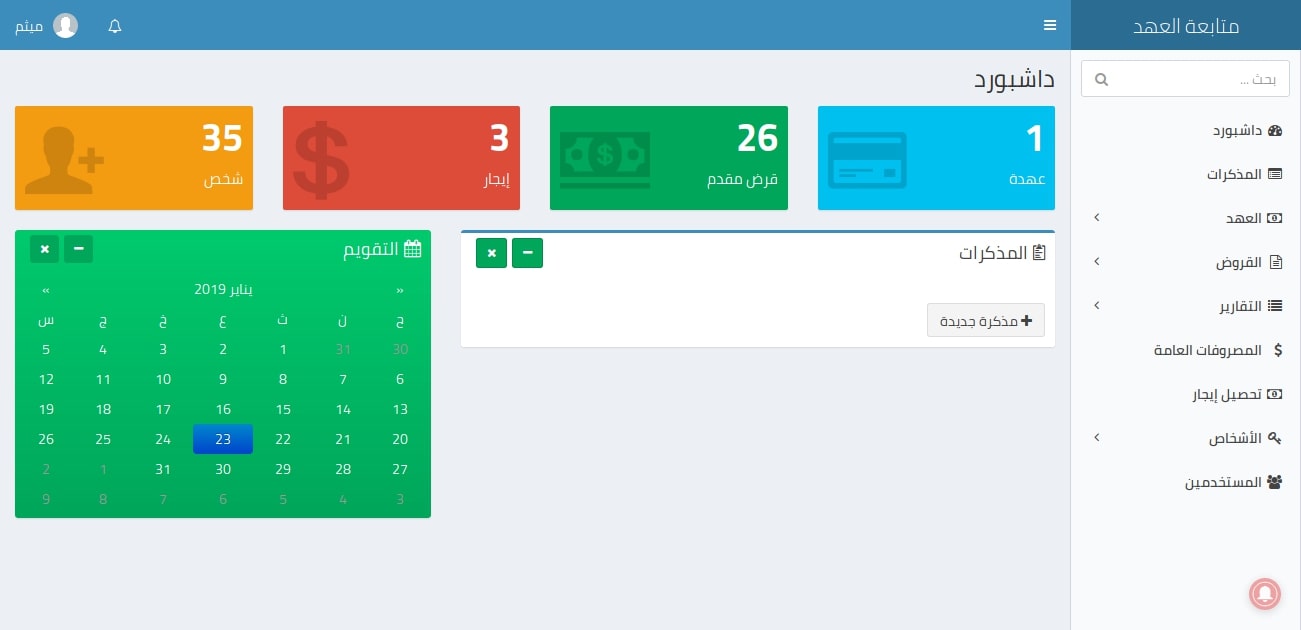 متابعة العهد
ميثم
بحث ...
داشبورد
المذكرات
العهد
القروض
التقارير
المصروفات العامة
تحصيل إيجار
الأشخاص
المستخدمين
داشبورد
1
عهدة
26
قرض مقدم
3
إيجار
35
شخص
المذكرات
مذكرة جديدة
التقويم
« يناير 2019 »
ح ن ث ع خ ج س
30 31 1 2 3 4 5
6 7 8 9 10 11 12
13 14 15 16 17 18 19
20 21 22 23 24 25 26
27 28 29 30 31 1 2
3 4 5 6 7 8 9